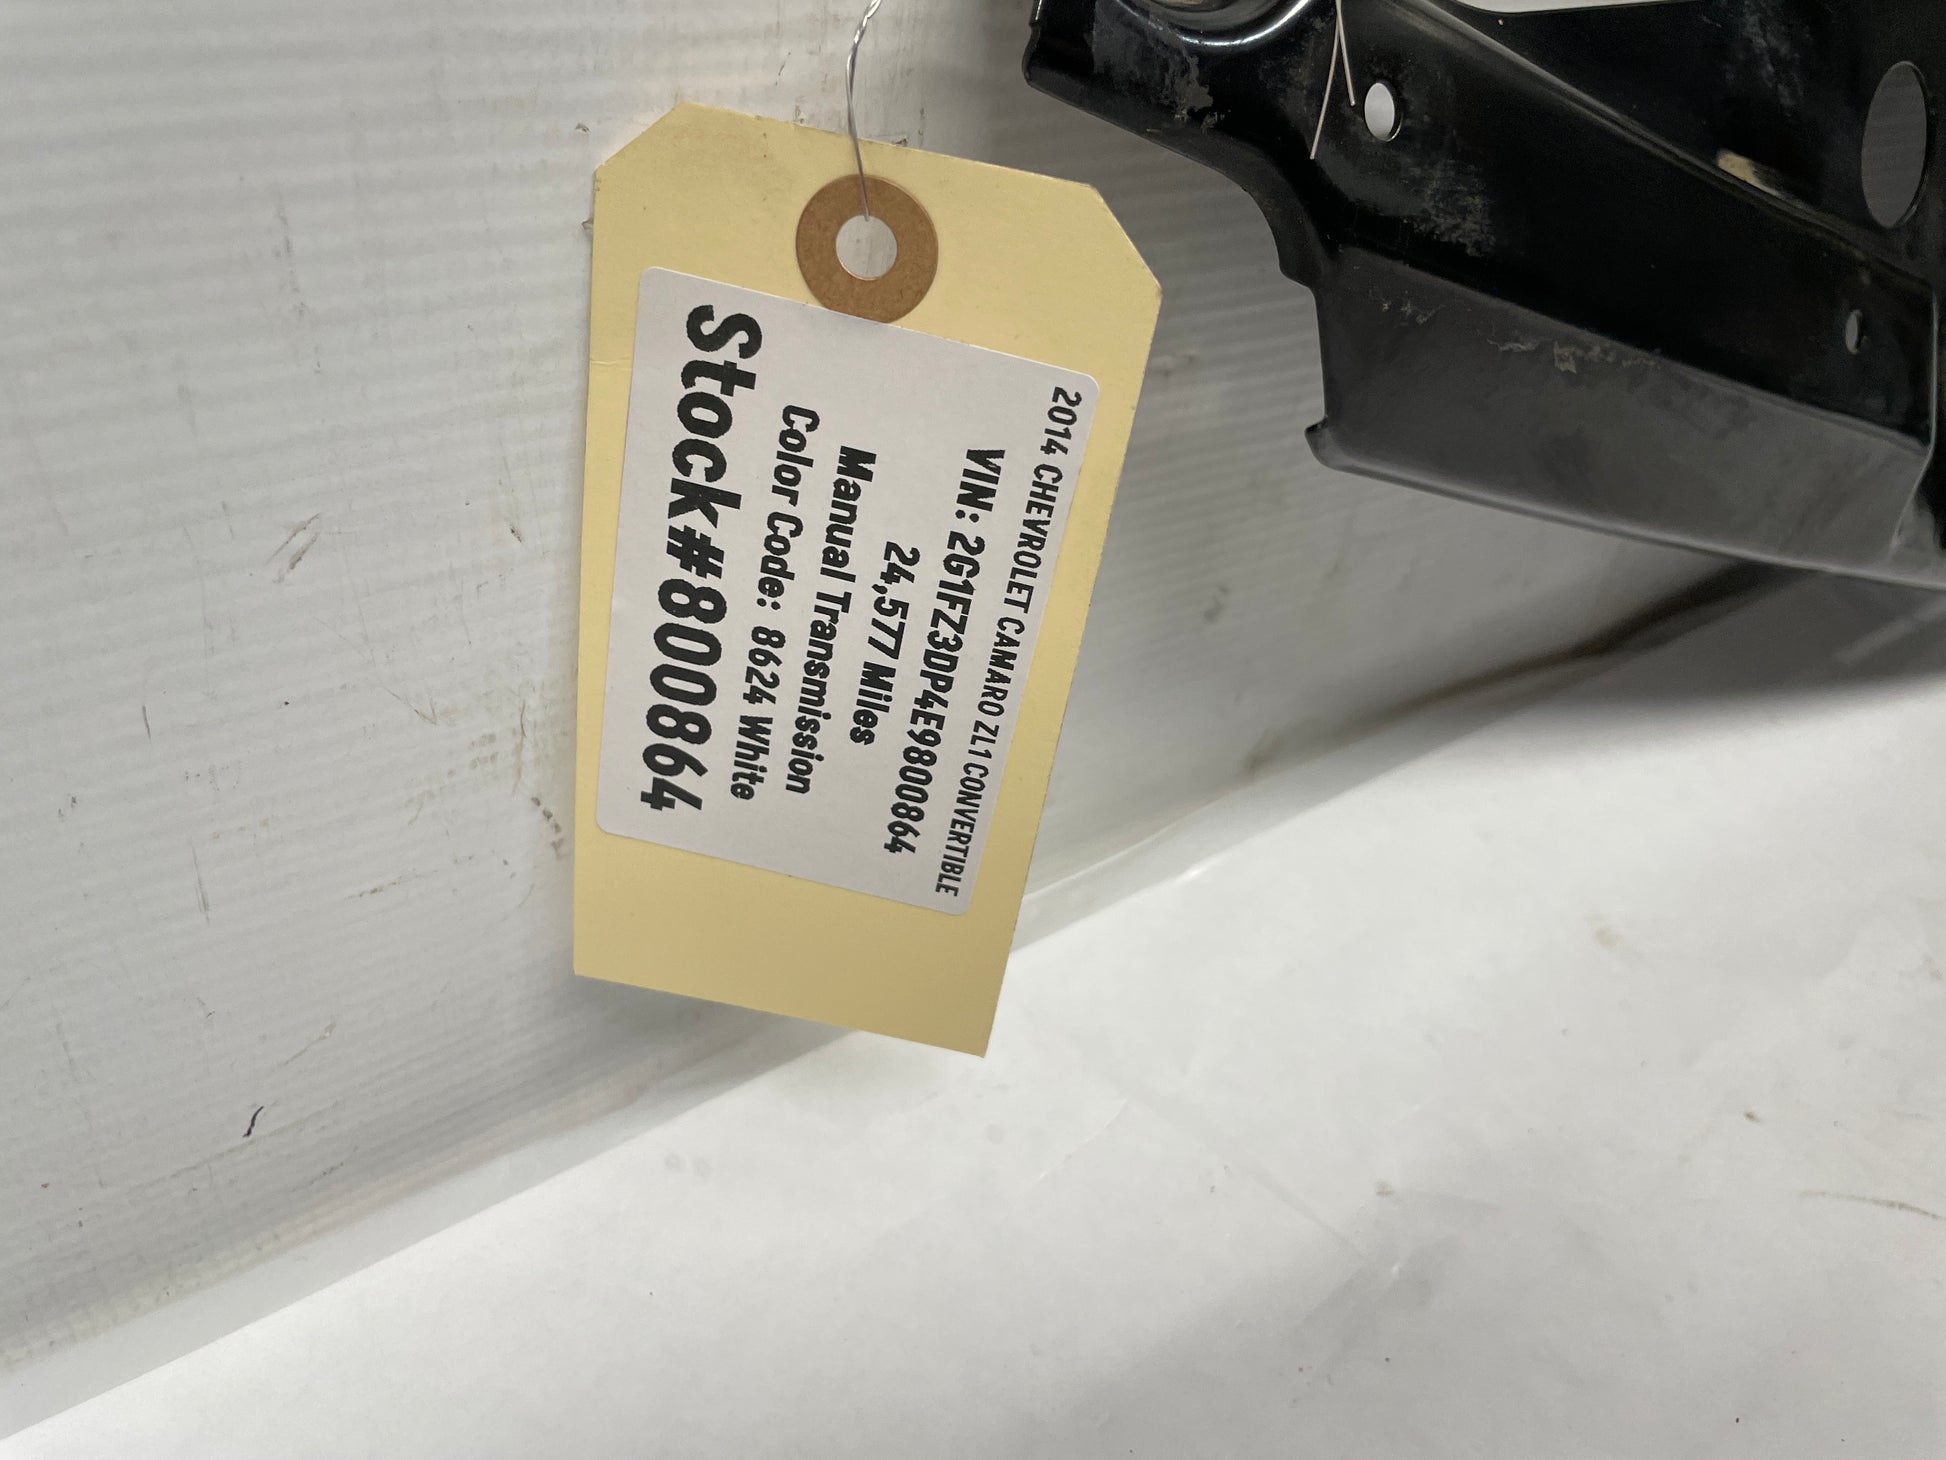 2014 CHEVROLET CAMARO ZL1 CONVERTIBLE
VIN: 2G1FZ3DP4E9800864
24,577 Miles
Manual Transmission
Color Code: 8624 White
Stock#800864